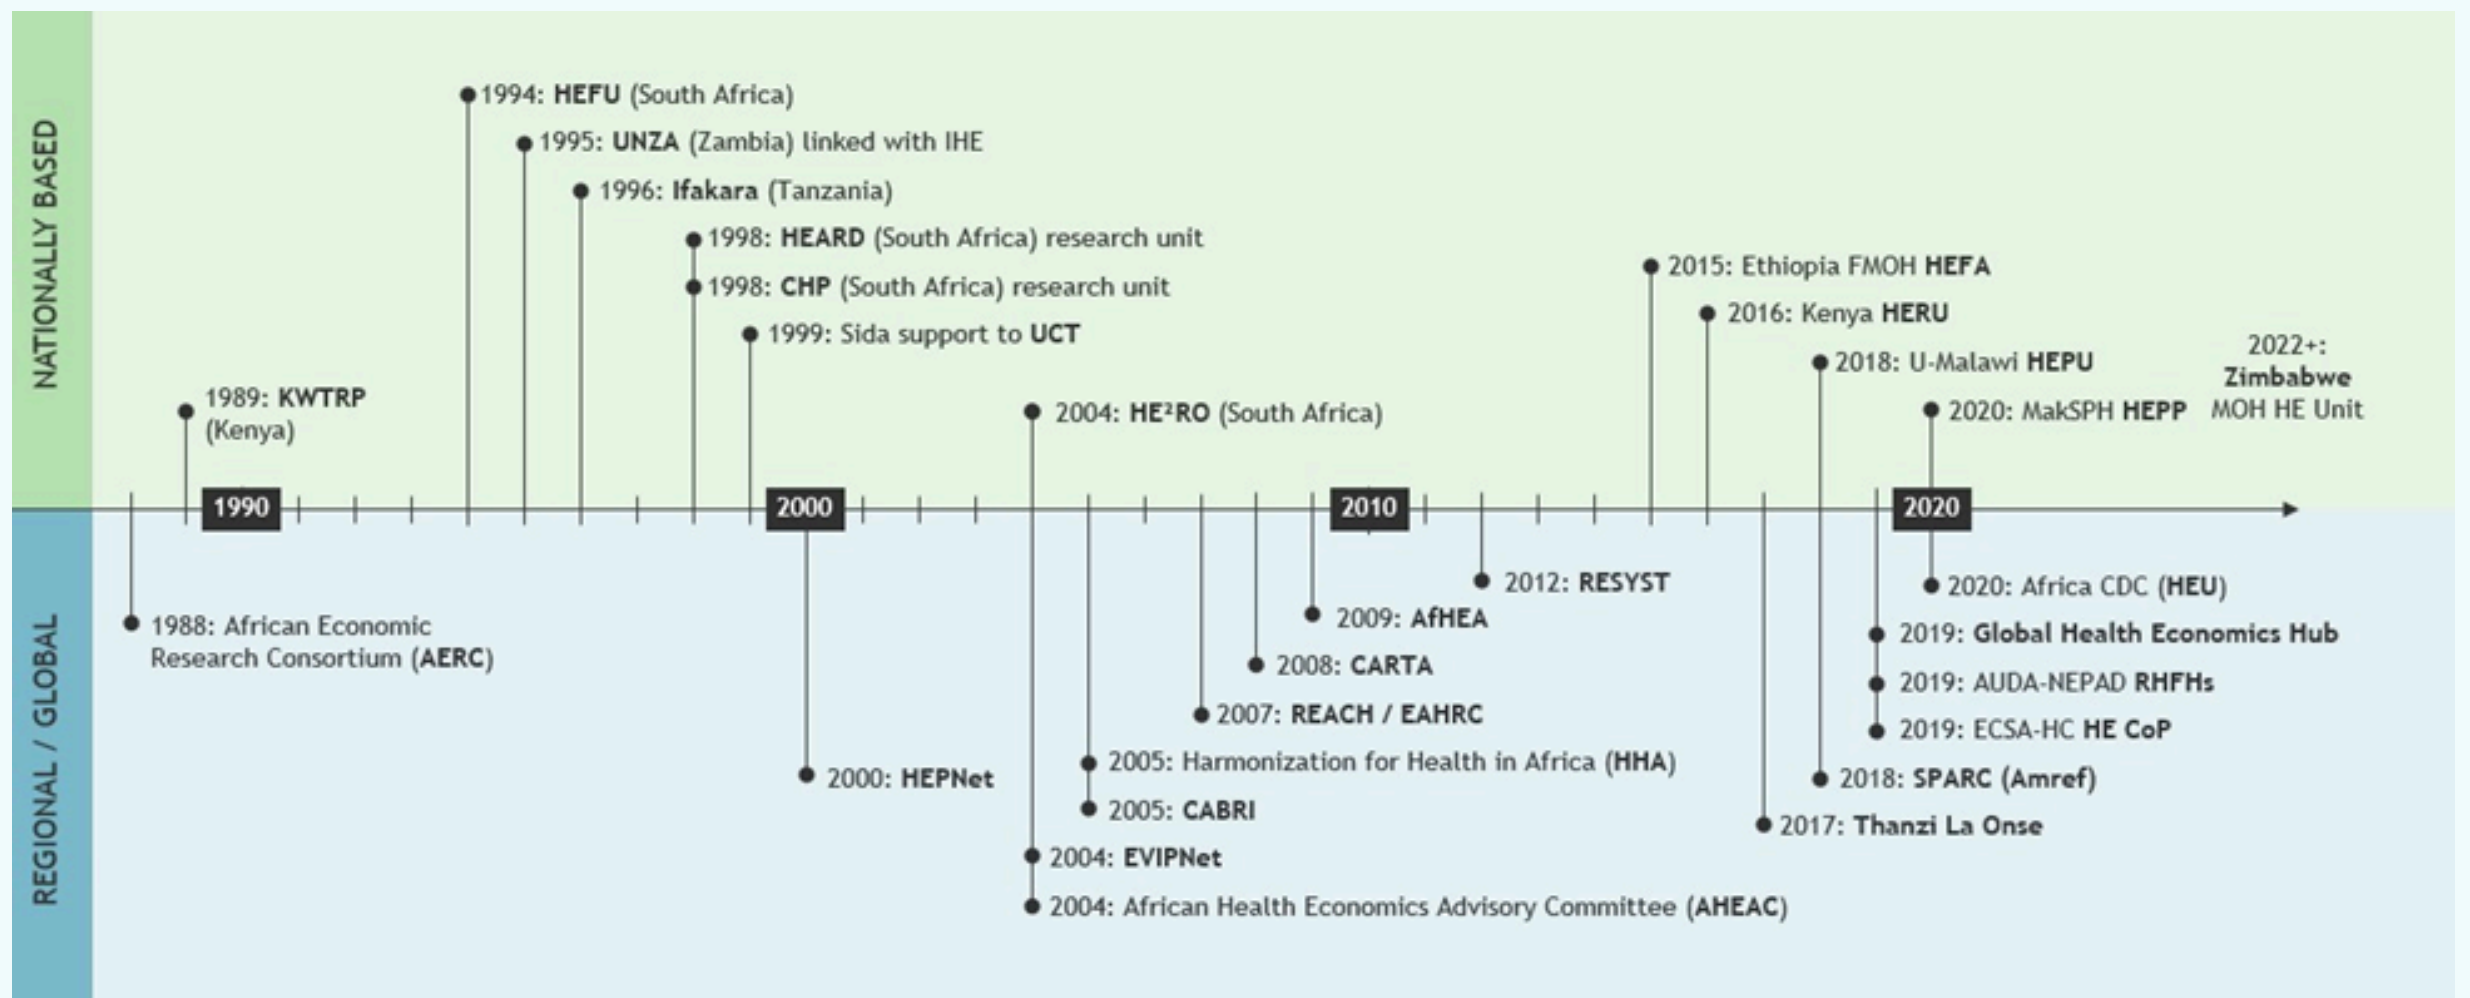 NATIONALLY BASED
1994: HEFU (South Africa)
1995: UNZA (Zambia) linked with IHE
1996: Ifakara (Tanzania)
1998: HEARD (South Africa) research unit
1998: CHP (South Africa) research unit
1999: Sida support to UCT
1989: KWTRP
(Kenya)
2004: HE²RO (South Africa)
2015: Ethiopia FMOH HEFA
2016: Kenya HERU
2018: U-Malawi HEPU
2020: MakSPH HEPP
2022+:
Zimbabwe
MOH HE Unit
1990
2000
2010
2020
REGIONAL / GLOBAL
1988: African Economic
Research Consortium (AERC)
2000: HEPNet
2012: RESYST
2009: AfHEA
2008: CARTA
2007: REACH / EAHRC
2005: Harmonization for Health in Africa (HHA)
2005: CABRI
2004: EVIPNet
2004: African Health Economics Advisory Committee (AHEAC)
2020: Africa CDC (HEU)
2019: Global Health Economics Hub
2019: AUDA-NEPAD RHFHs
2019: ECSA-HC HE CoP
2018: SPARC (Amref)
2017: Thanzi La Onse